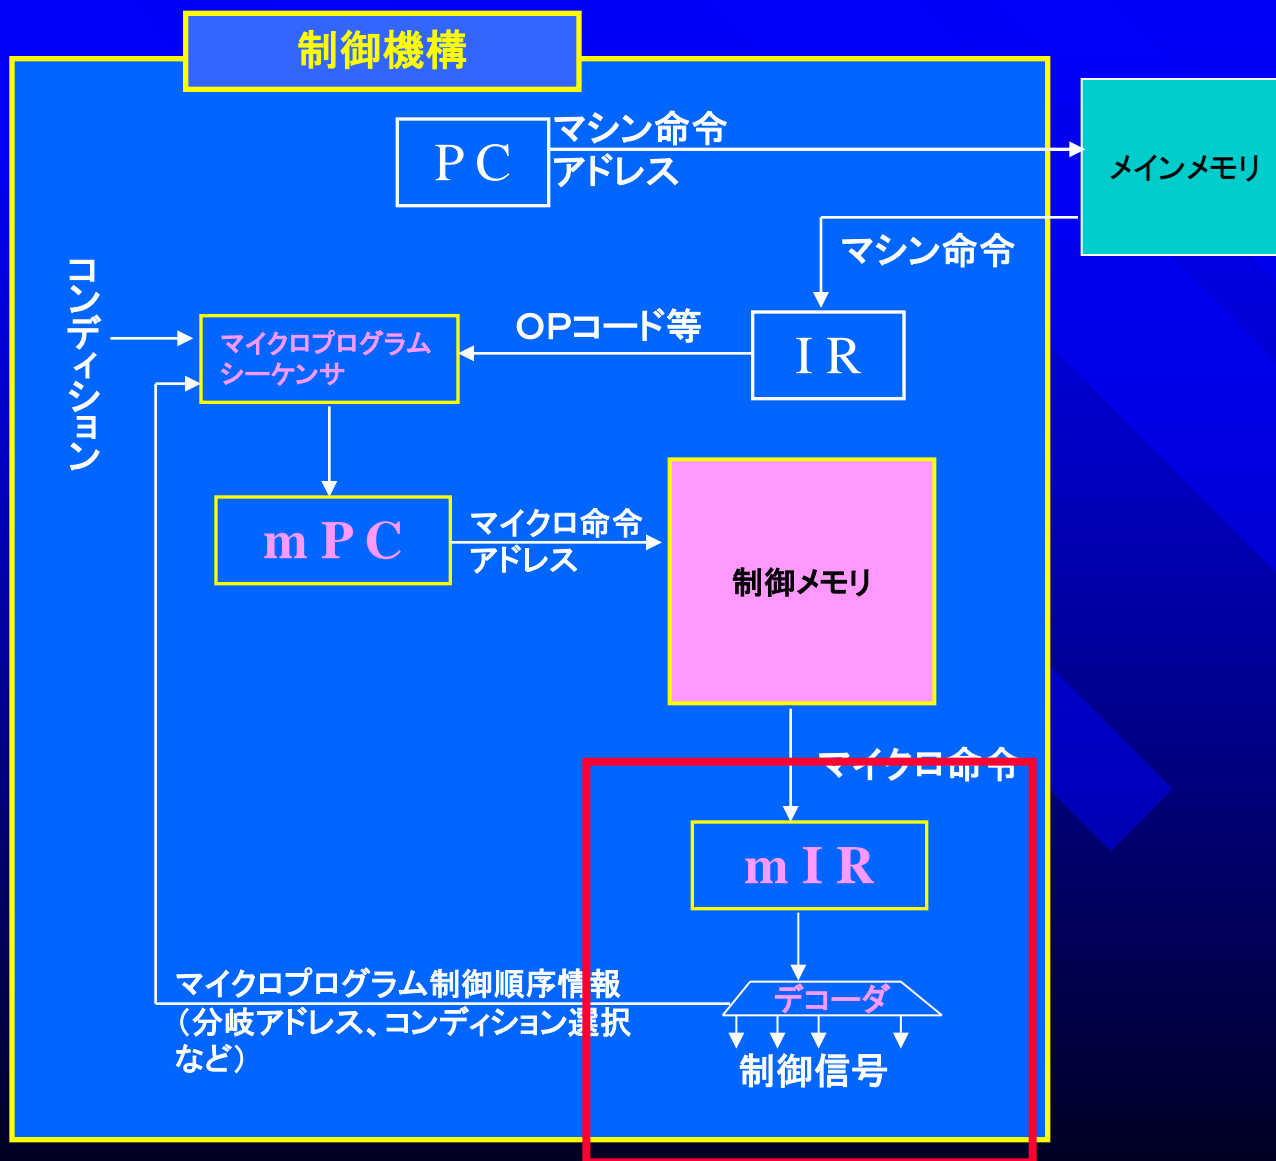 制御機構
PC
マシン命令
アドレス
メインメモリ
マシン命令
コンディション
マイクロプログラム
シーケンサ
OPコード等
IR
mPC
マイクロ命令
アドレス
制御メモリ
マイクロ命令
mIR
マイクロプログラム制御順序情報
(分岐アドレス、コンディション選択
など)
デコーダ
制御信号